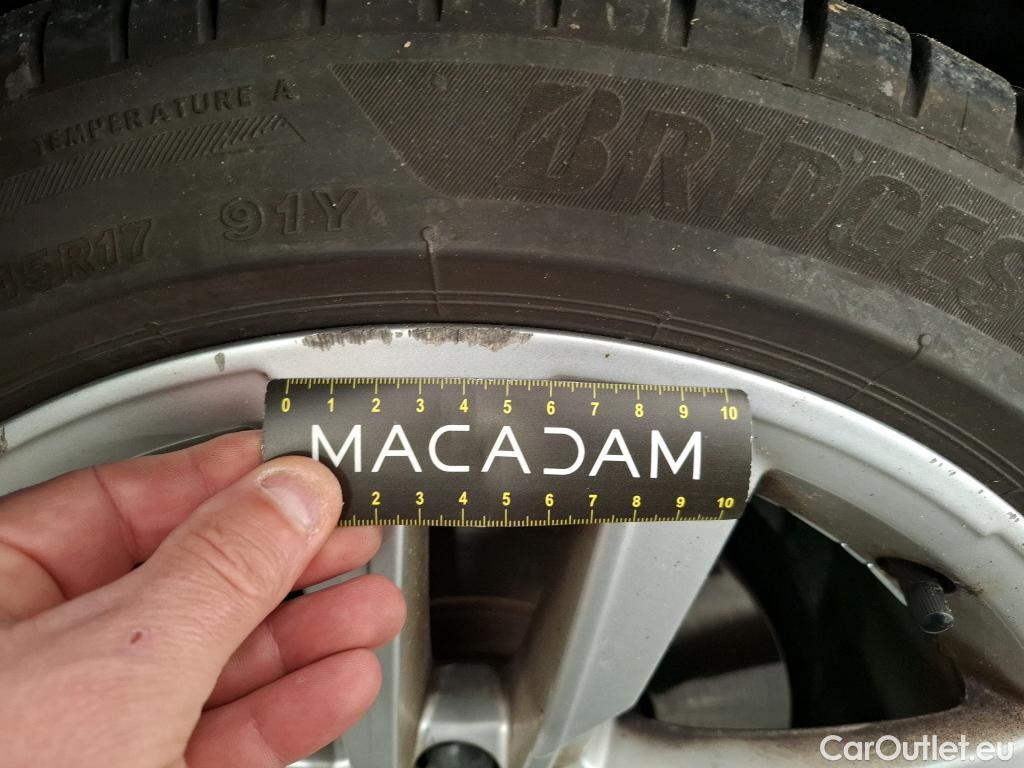 TEMPERATURE A
BRIDGES
45R17 91Y
0 1 2 3 4 5 6 7 8 9 10
MACADAM
2 3 4 5 6 7 8 9 10
CarOutlet.eu